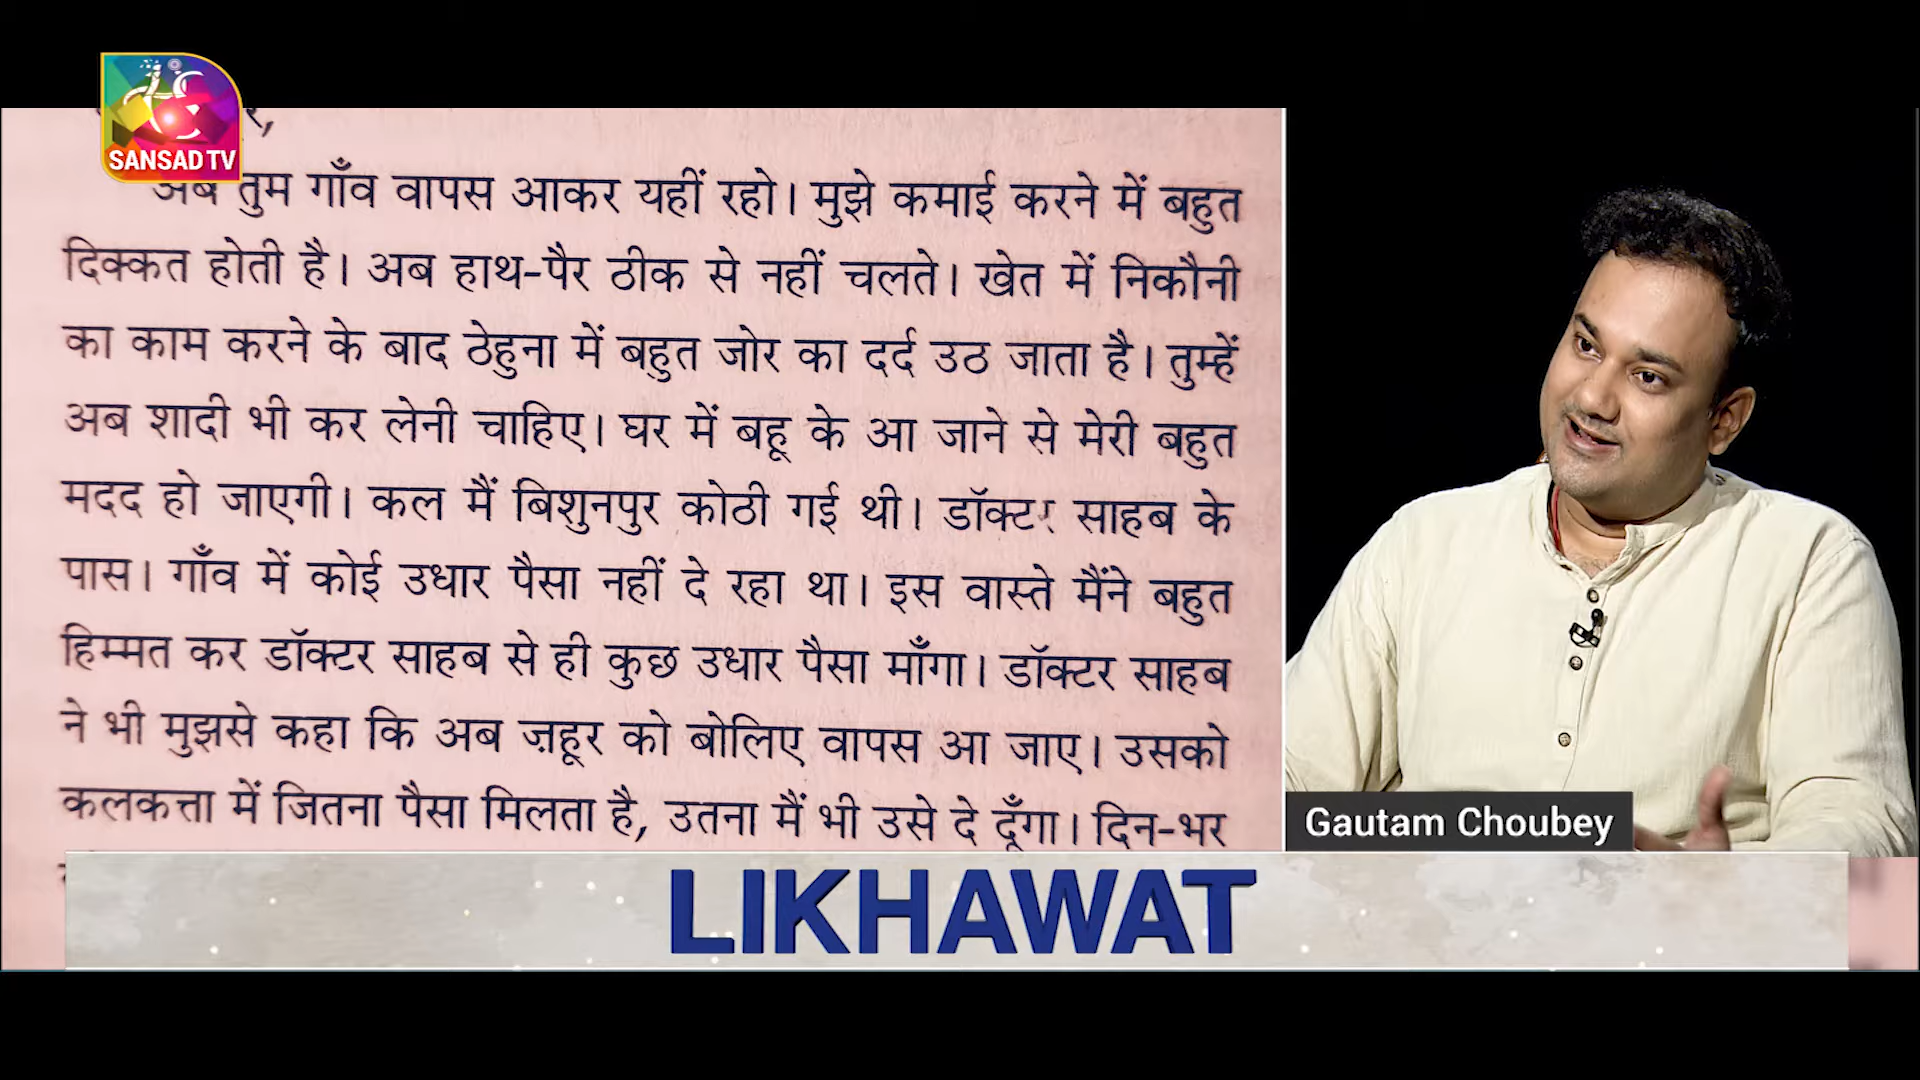 SANSAD TV
अब तुम गाँव वापस आकर यहीं रहो। मुझे कमाई करने में बहुत
दिक्कत होती है। अब हाथ-पैर ठीक से नहीं चलते। खेत में निकौनी
का काम करने के बाद ठेहुना में बहुत जोर का दर्द उठ जाता है। तुम्हें
अब शादी भी कर लेनी चाहिए। घर में बहू के आ जाने से मेरी बहुत
मदद हो जाएगी। कल मैं बिशुनपुर कोठी गई थी। डॉक्टर साहब के
पास। गाँव में कोई उधार पैसा नहीं दे रहा था। इस वास्ते मैंने बहुत
हिम्मत कर डॉक्टर साहब से ही कुछ उधार पैसा माँगा। डॉक्टर साहब
ने भी मुझसे कहा कि अब ज़हूर को बोलिए वापस आ जाए। उसको
कलकत्ता में जितना पैसा मिलता है, उतना मैं भी उसे दे दूँगा। दिन-भर
Gautam Choubey
LIKHAWAT